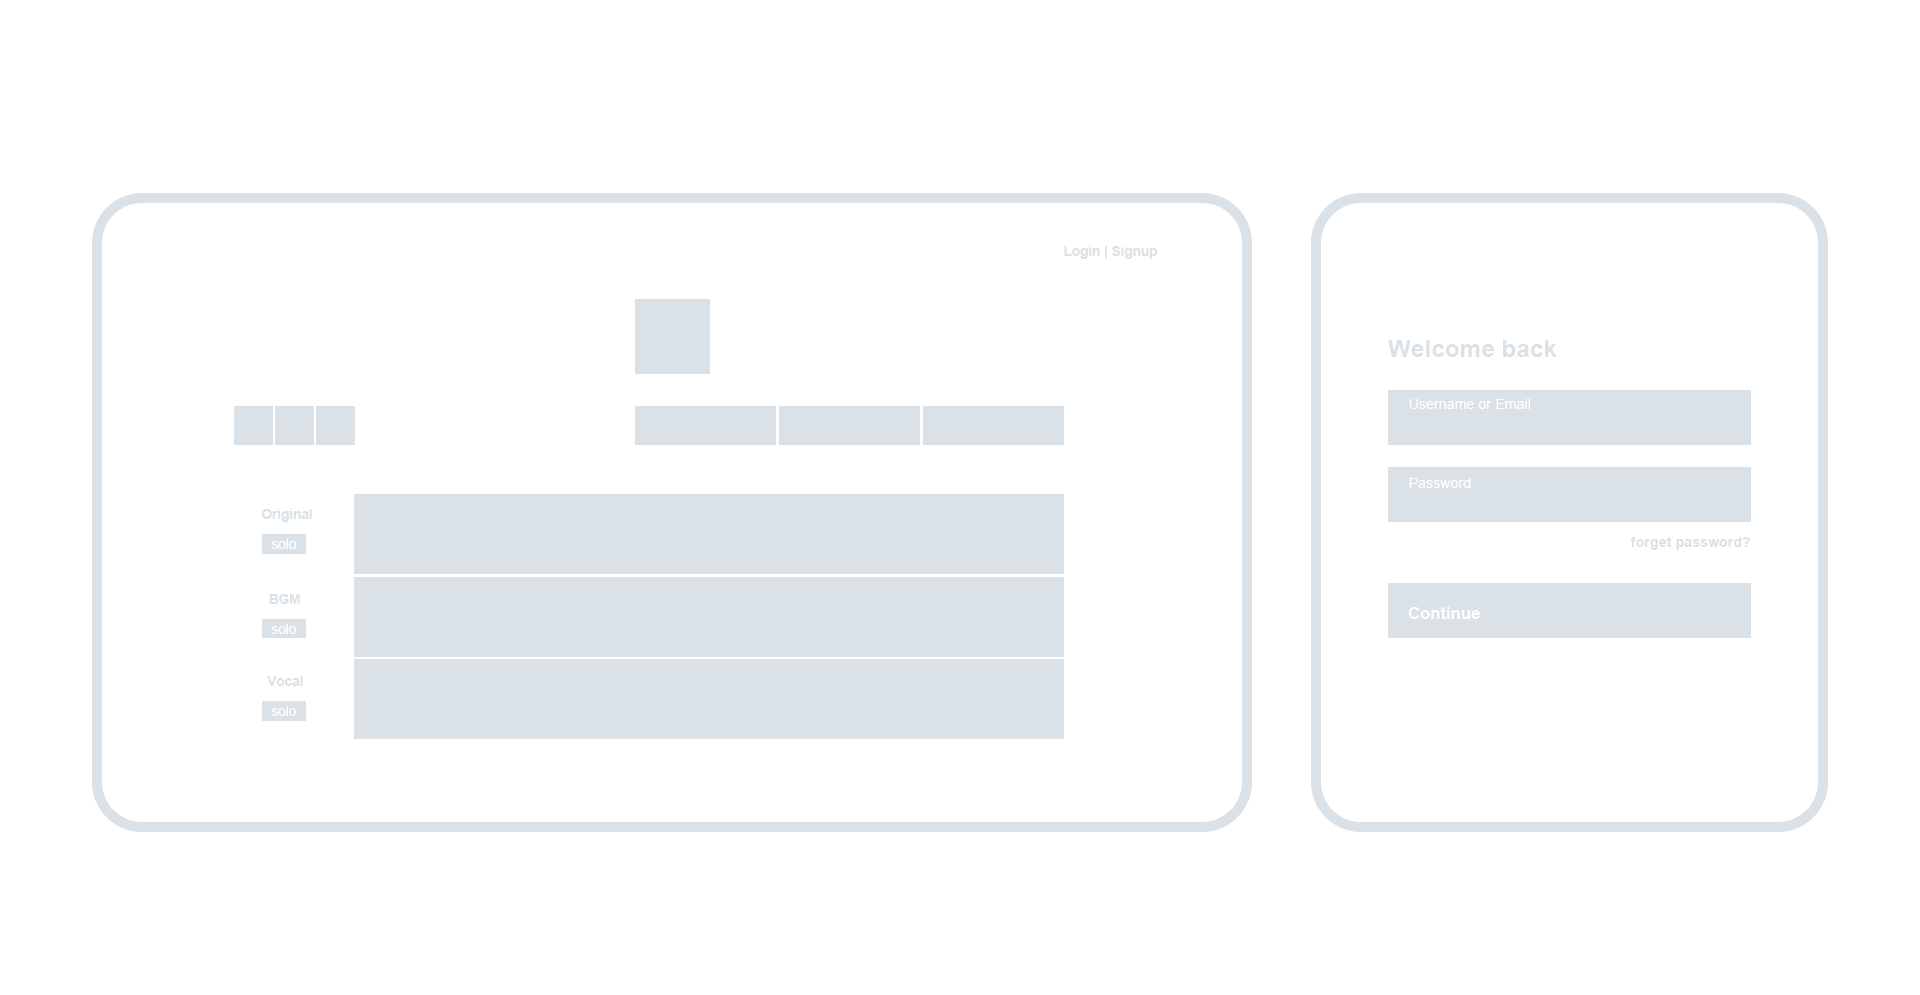 Login | Signup
Original
solo
BGM
solo
Vocal
solo
Welcome back
Username or Email
Password
forget password?
Continue